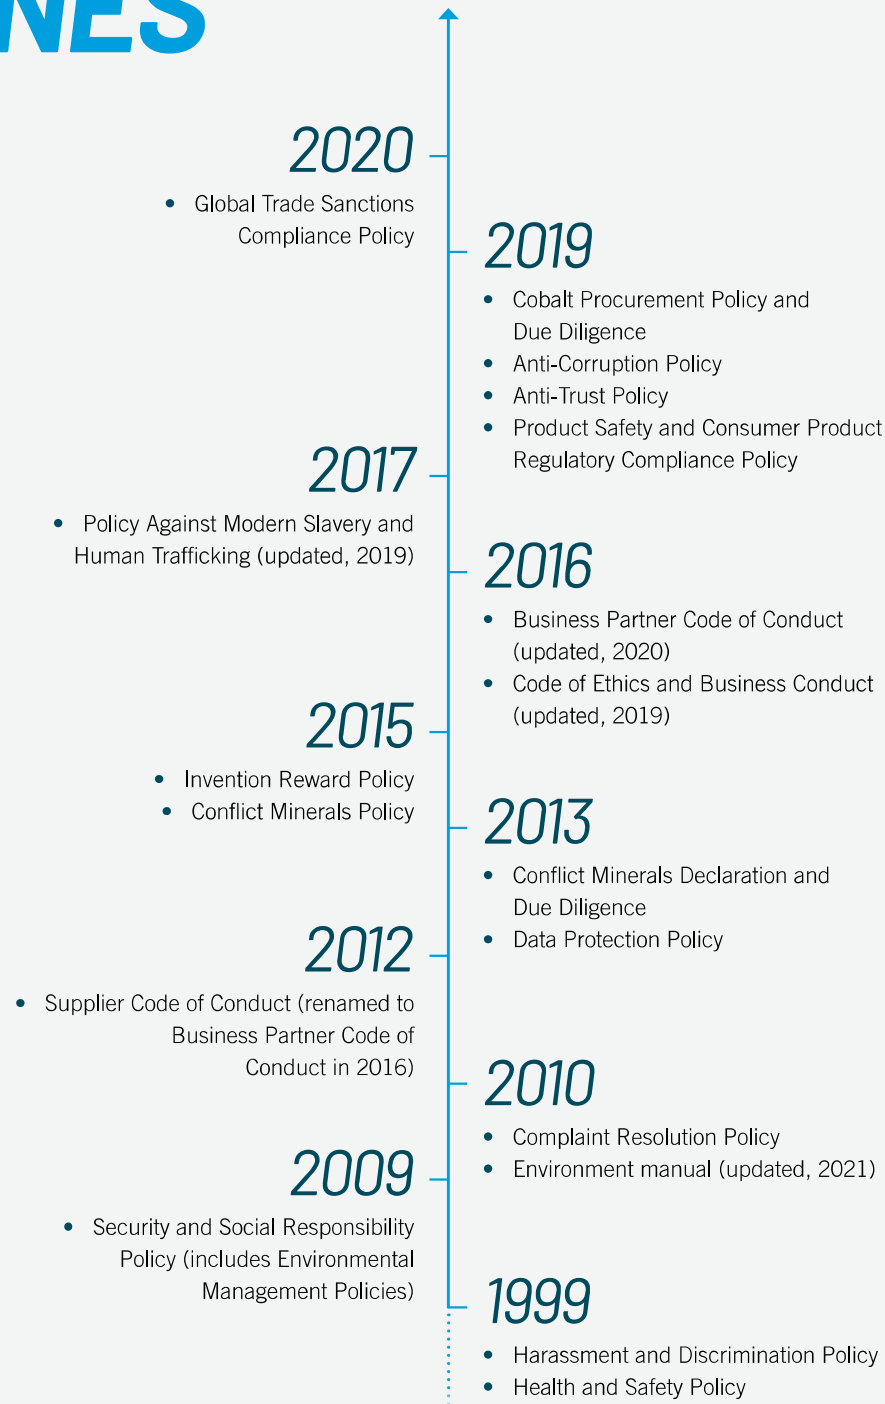 NES
2020
• Global Trade Sanctions
Compliance Policy
2019
• Cobalt Procurement Policy and
Due Diligence
• Anti-Corruption Policy
• Anti-Trust Policy
• Product Safety and Consumer Product
Regulatory Compliance Policy
2017
• Policy Against Modern Slavery and
Human Trafficking (updated, 2019)
2016
• Business Partner Code of Conduct
(updated, 2020)
• Code of Ethics and Business Conduct
(updated, 2019)
2015
• Invention Reward Policy
• Conflict Minerals Policy
2013
• Conflict Minerals Declaration and
Due Diligence
• Data Protection Policy
2012
• Supplier Code of Conduct (renamed to
Business Partner Code of
Conduct in 2016)
2010
• Complaint Resolution Policy
• Environment manual (updated, 2021)
2009
• Security and Social Responsibility
Policy (includes Environmental
Management Policies)
1999
• Harassment and Discrimination Policy
• Health and Safety Policy